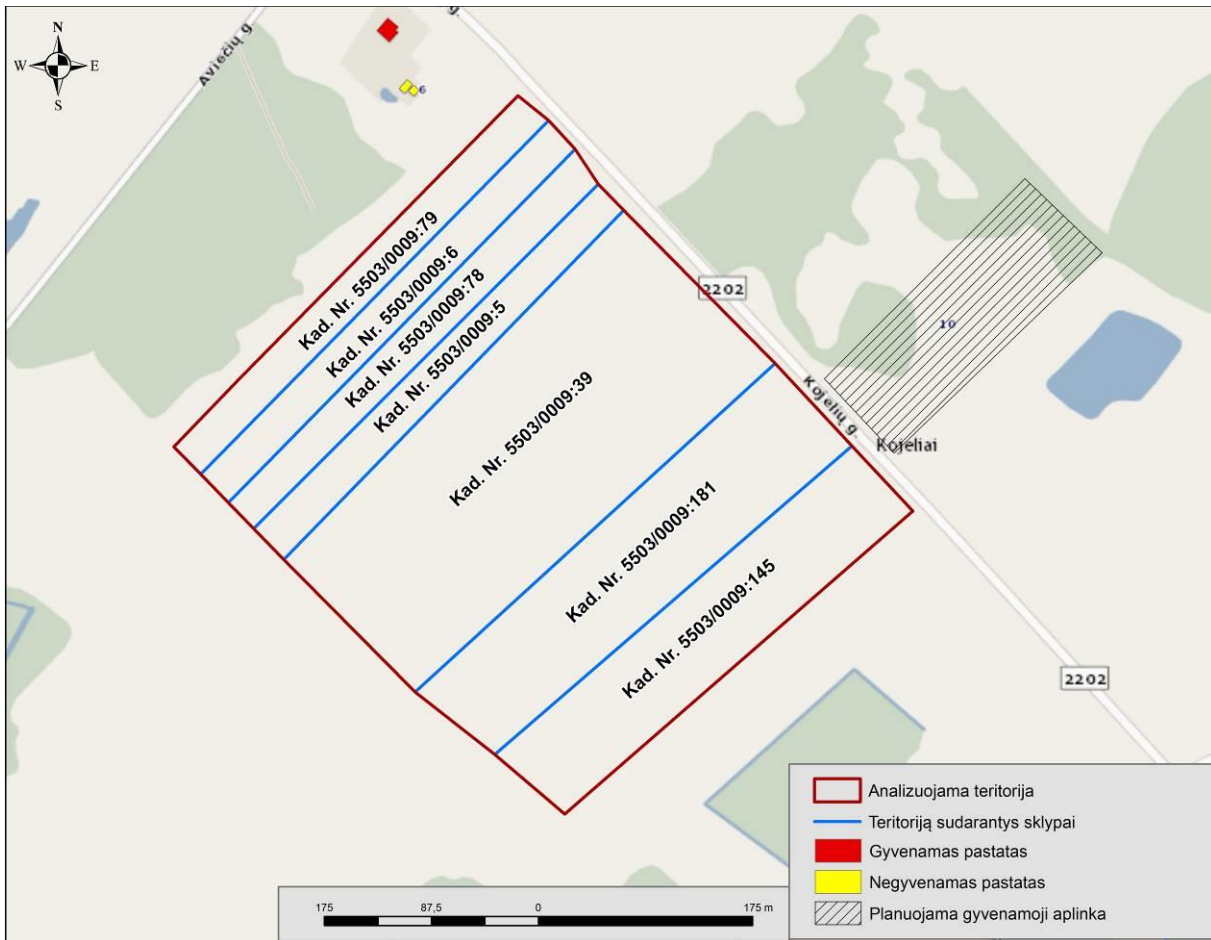 N
W
E
S
Aviečių g.
g.
6
Kad. Nr. 5503/0009:79
Kad. Nr. 5503/0009:6
Kad. Nr. 5503/0009:78
Kad. Nr. 5503/0009:5
Kad. Nr. 5503/0009:39
Kad. Nr. 5503/0009:181
Kad. Nr. 5503/0009:145
2202
10
Kojelių g.
Kojeliai
2202
Analizuojama teritorija
Teritoriją sudarantys sklypai
Gyvenamas pastatas
Negyvenamas pastatas
Planuojama gyvenamoji aplinka
175
87,5
0
175 m